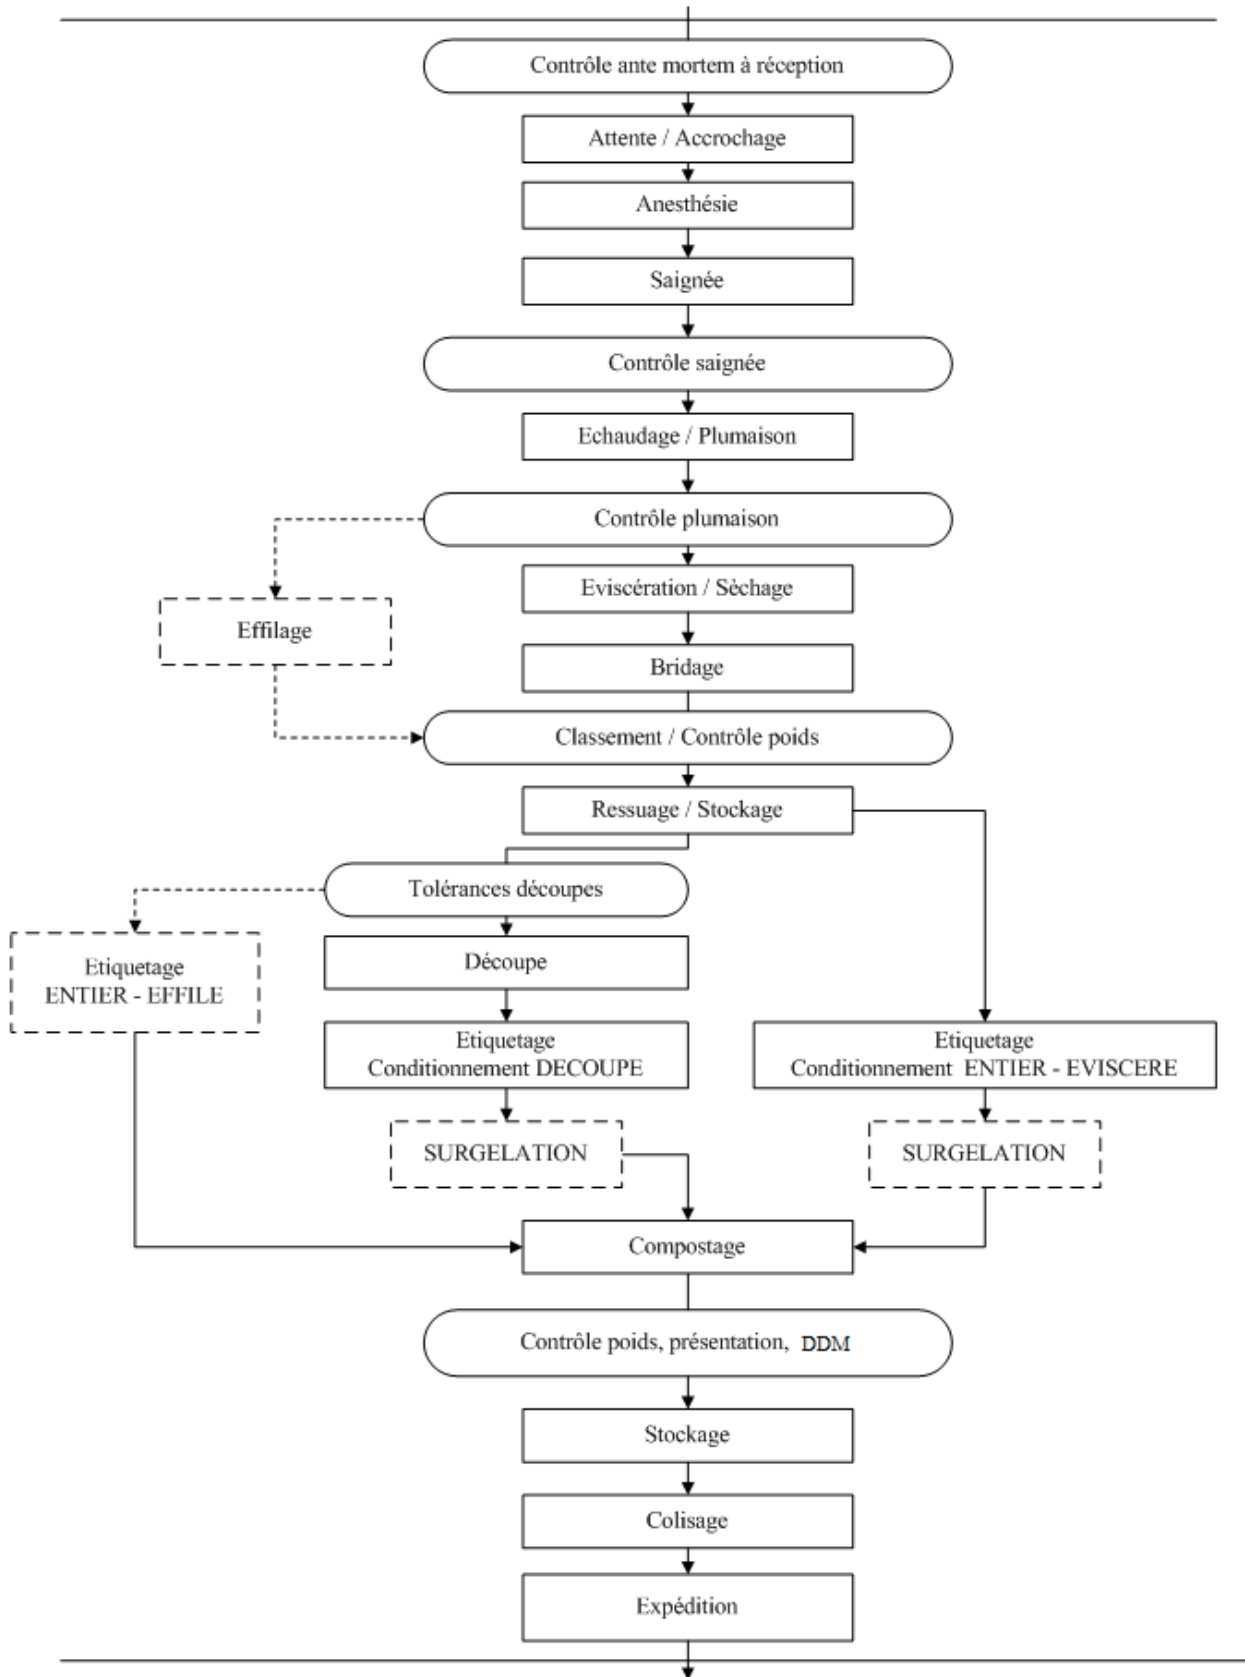 Contrôle ante mortem à réception
Attente / Accrochage
Anesthésie
Saignée
Contrôle saignée
Echaudage / Plumaison
Contrôle plumaison
Eviscération / Sèchage
Effilage
Bridage
Classement / Contrôle poids
Ressuage / Stockage
Tolérances découpes
Etiquetage
ENTIER - EFFILE
Découpe
Etiquetage
Conditionnement DECOUPE
Etiquetage
Conditionnement ENTIER - EVISCERE
SURGELATION
SURGELATION
Compostage
Contrôle poids, présentation, DDM
Stockage
Colisage
Expédition